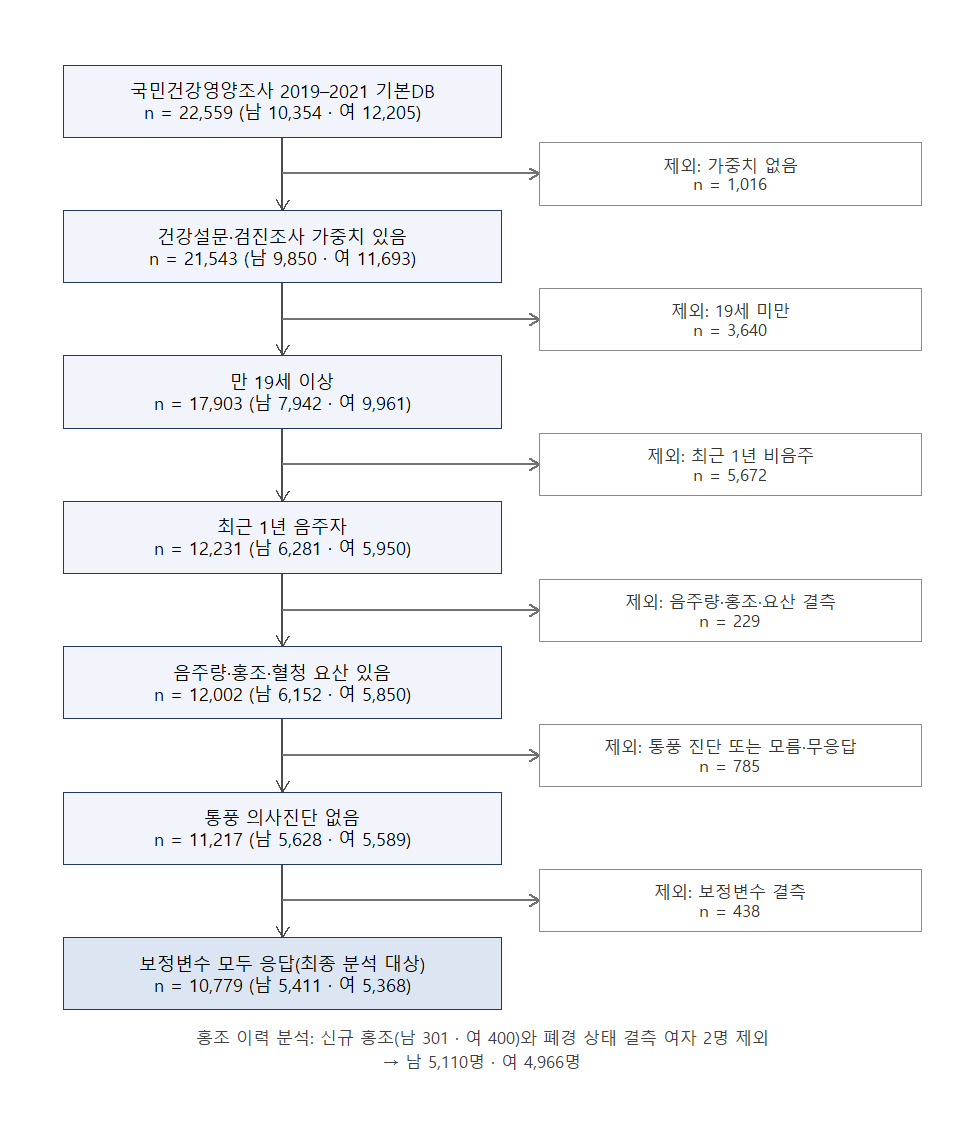 국민건강영양조사 2019–2021 기본DB
n = 22,559 (남 10,354 · 여 12,205)
제외: 가중치 없음
n = 1,016
건강설문·검진조사 가중치 있음
n = 21,543 (남 9,850 · 여 11,693)
제외: 19세 미만
n = 3,640
만 19세 이상
n = 17,903 (남 7,942 · 여 9,961)
제외: 최근 1년 비음주
n = 5,672
최근 1년 음주자
n = 12,231 (남 6,281 · 여 5,950)
제외: 음주량·홍조·요산 결측
n = 229
음주량·홍조·혈청 요산 있음
n = 12,002 (남 6,152 · 여 5,850)
제외: 통풍 진단 또는 모름·무응답
n = 785
통풍 의사진단 없음
n = 11,217 (남 5,628 · 여 5,589)
제외: 보정변수 결측
n = 438
보정변수 모두 응답(최종 분석 대상)
n = 10,779 (남 5,411 · 여 5,368)
홍조 이력 분석: 신규 홍조(남 301 · 여 400)와 폐경 상태 결측 여자 2명 제외
→ 남 5,110명 · 여 4,966명